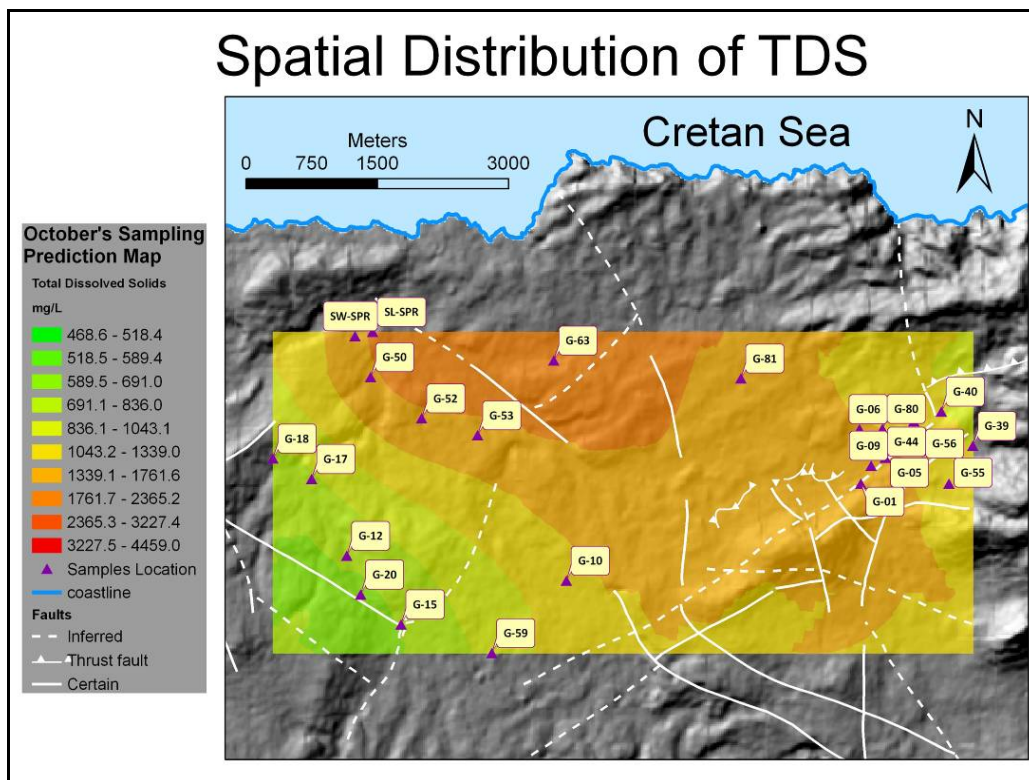 Spatial Distribution of TDS
Meters
0 750 1500 3000
Cretan Sea
N
October's Sampling
Prediction Map
Total Dissolved Solids
mg/L
468.6 - 518.4
518.5 - 589.4
589.5 - 691.0
691.1 - 836.0
836.1 - 1043.1
1043.2 - 1339.0
1339.1 - 1761.6
1761.7 - 2365.2
2365.3 - 3227.4
3227.5 - 4459.0
Samples Location
coastline
Faults
Inferred
Thrust fault
Certain
SW-SPR
SL-SPR
G-50
G-63
G-81
G-52
G-53
G-40
G-06
G-80
G-39
G-18
G-17
G-09
G-44
G-56
G-05
G-55
G-01
G-12
G-20
G-10
G-15
G-59